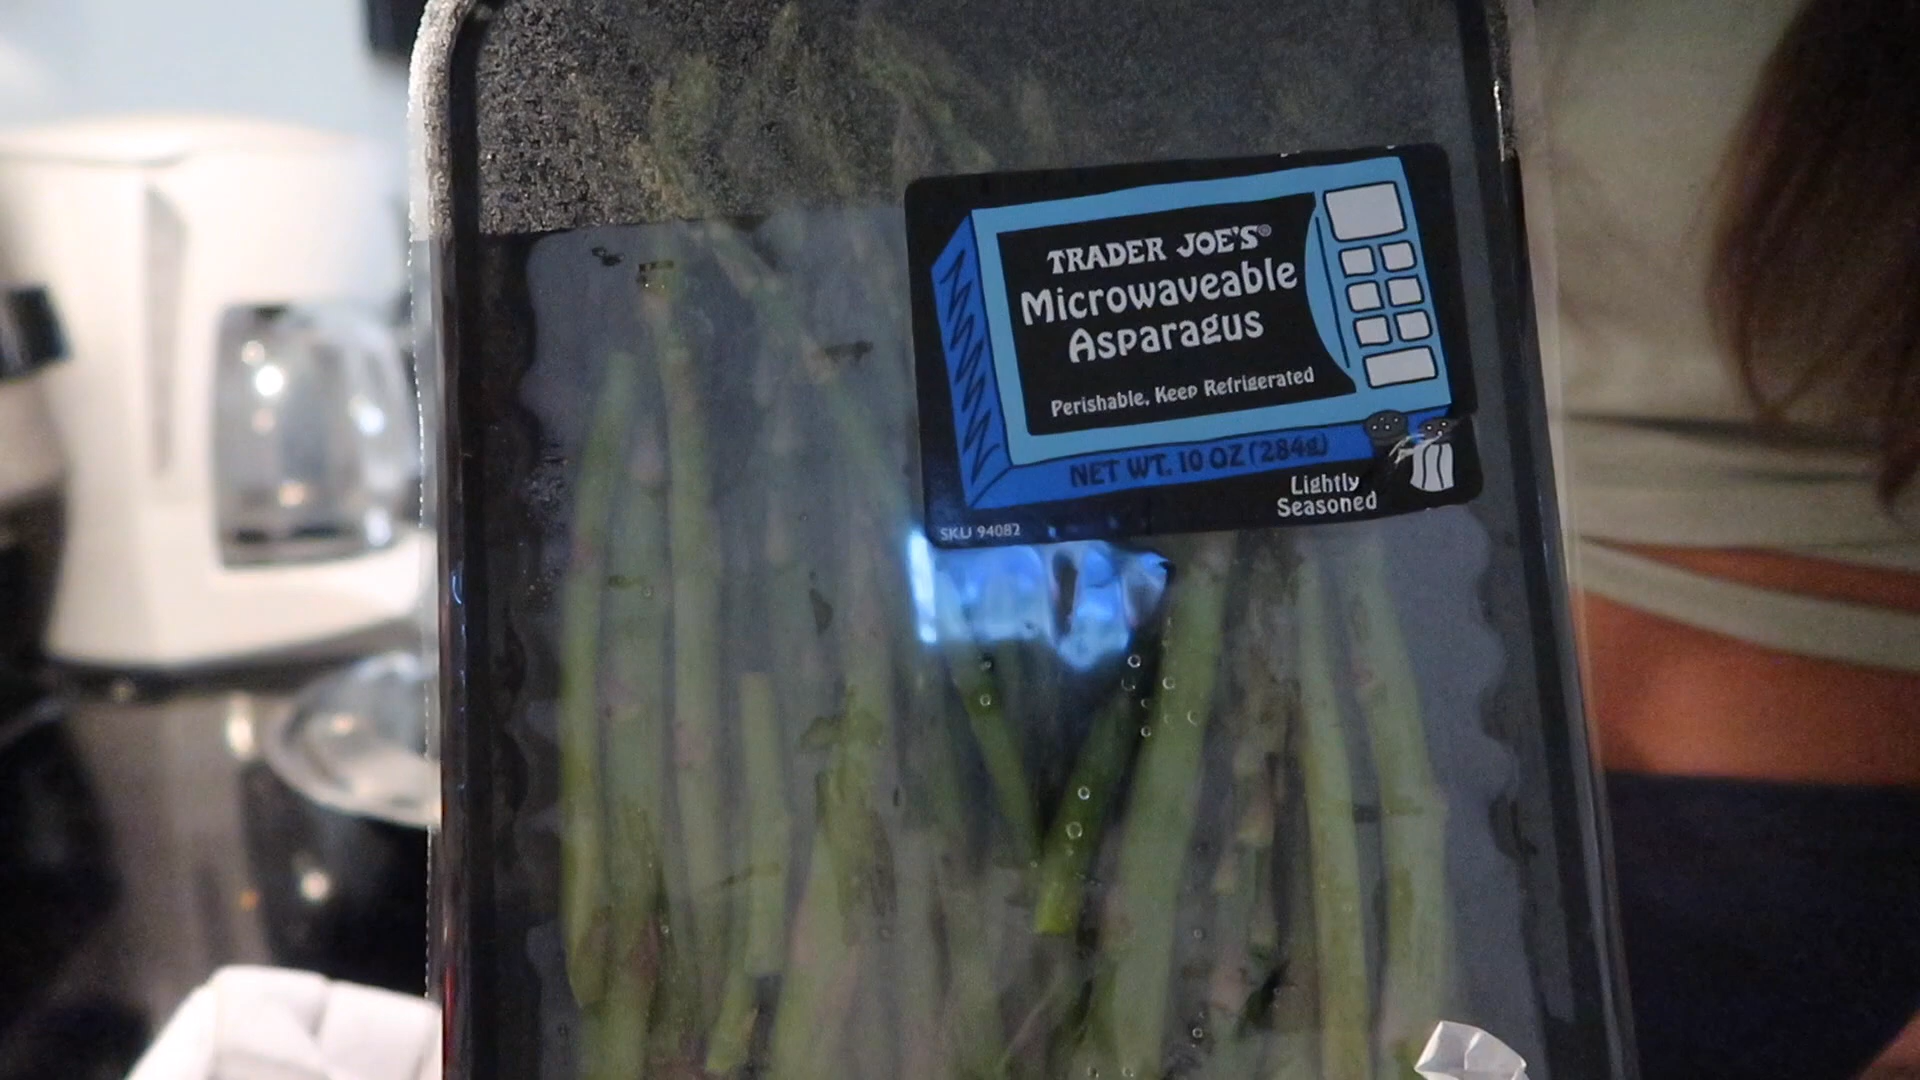 TRADER JOE'S®
Microwaveable
Asparagus
Perishable, Keep Refrigerated
NET WT. 10 OZ (284g)
Lightly
Seasoned
SKU 94082